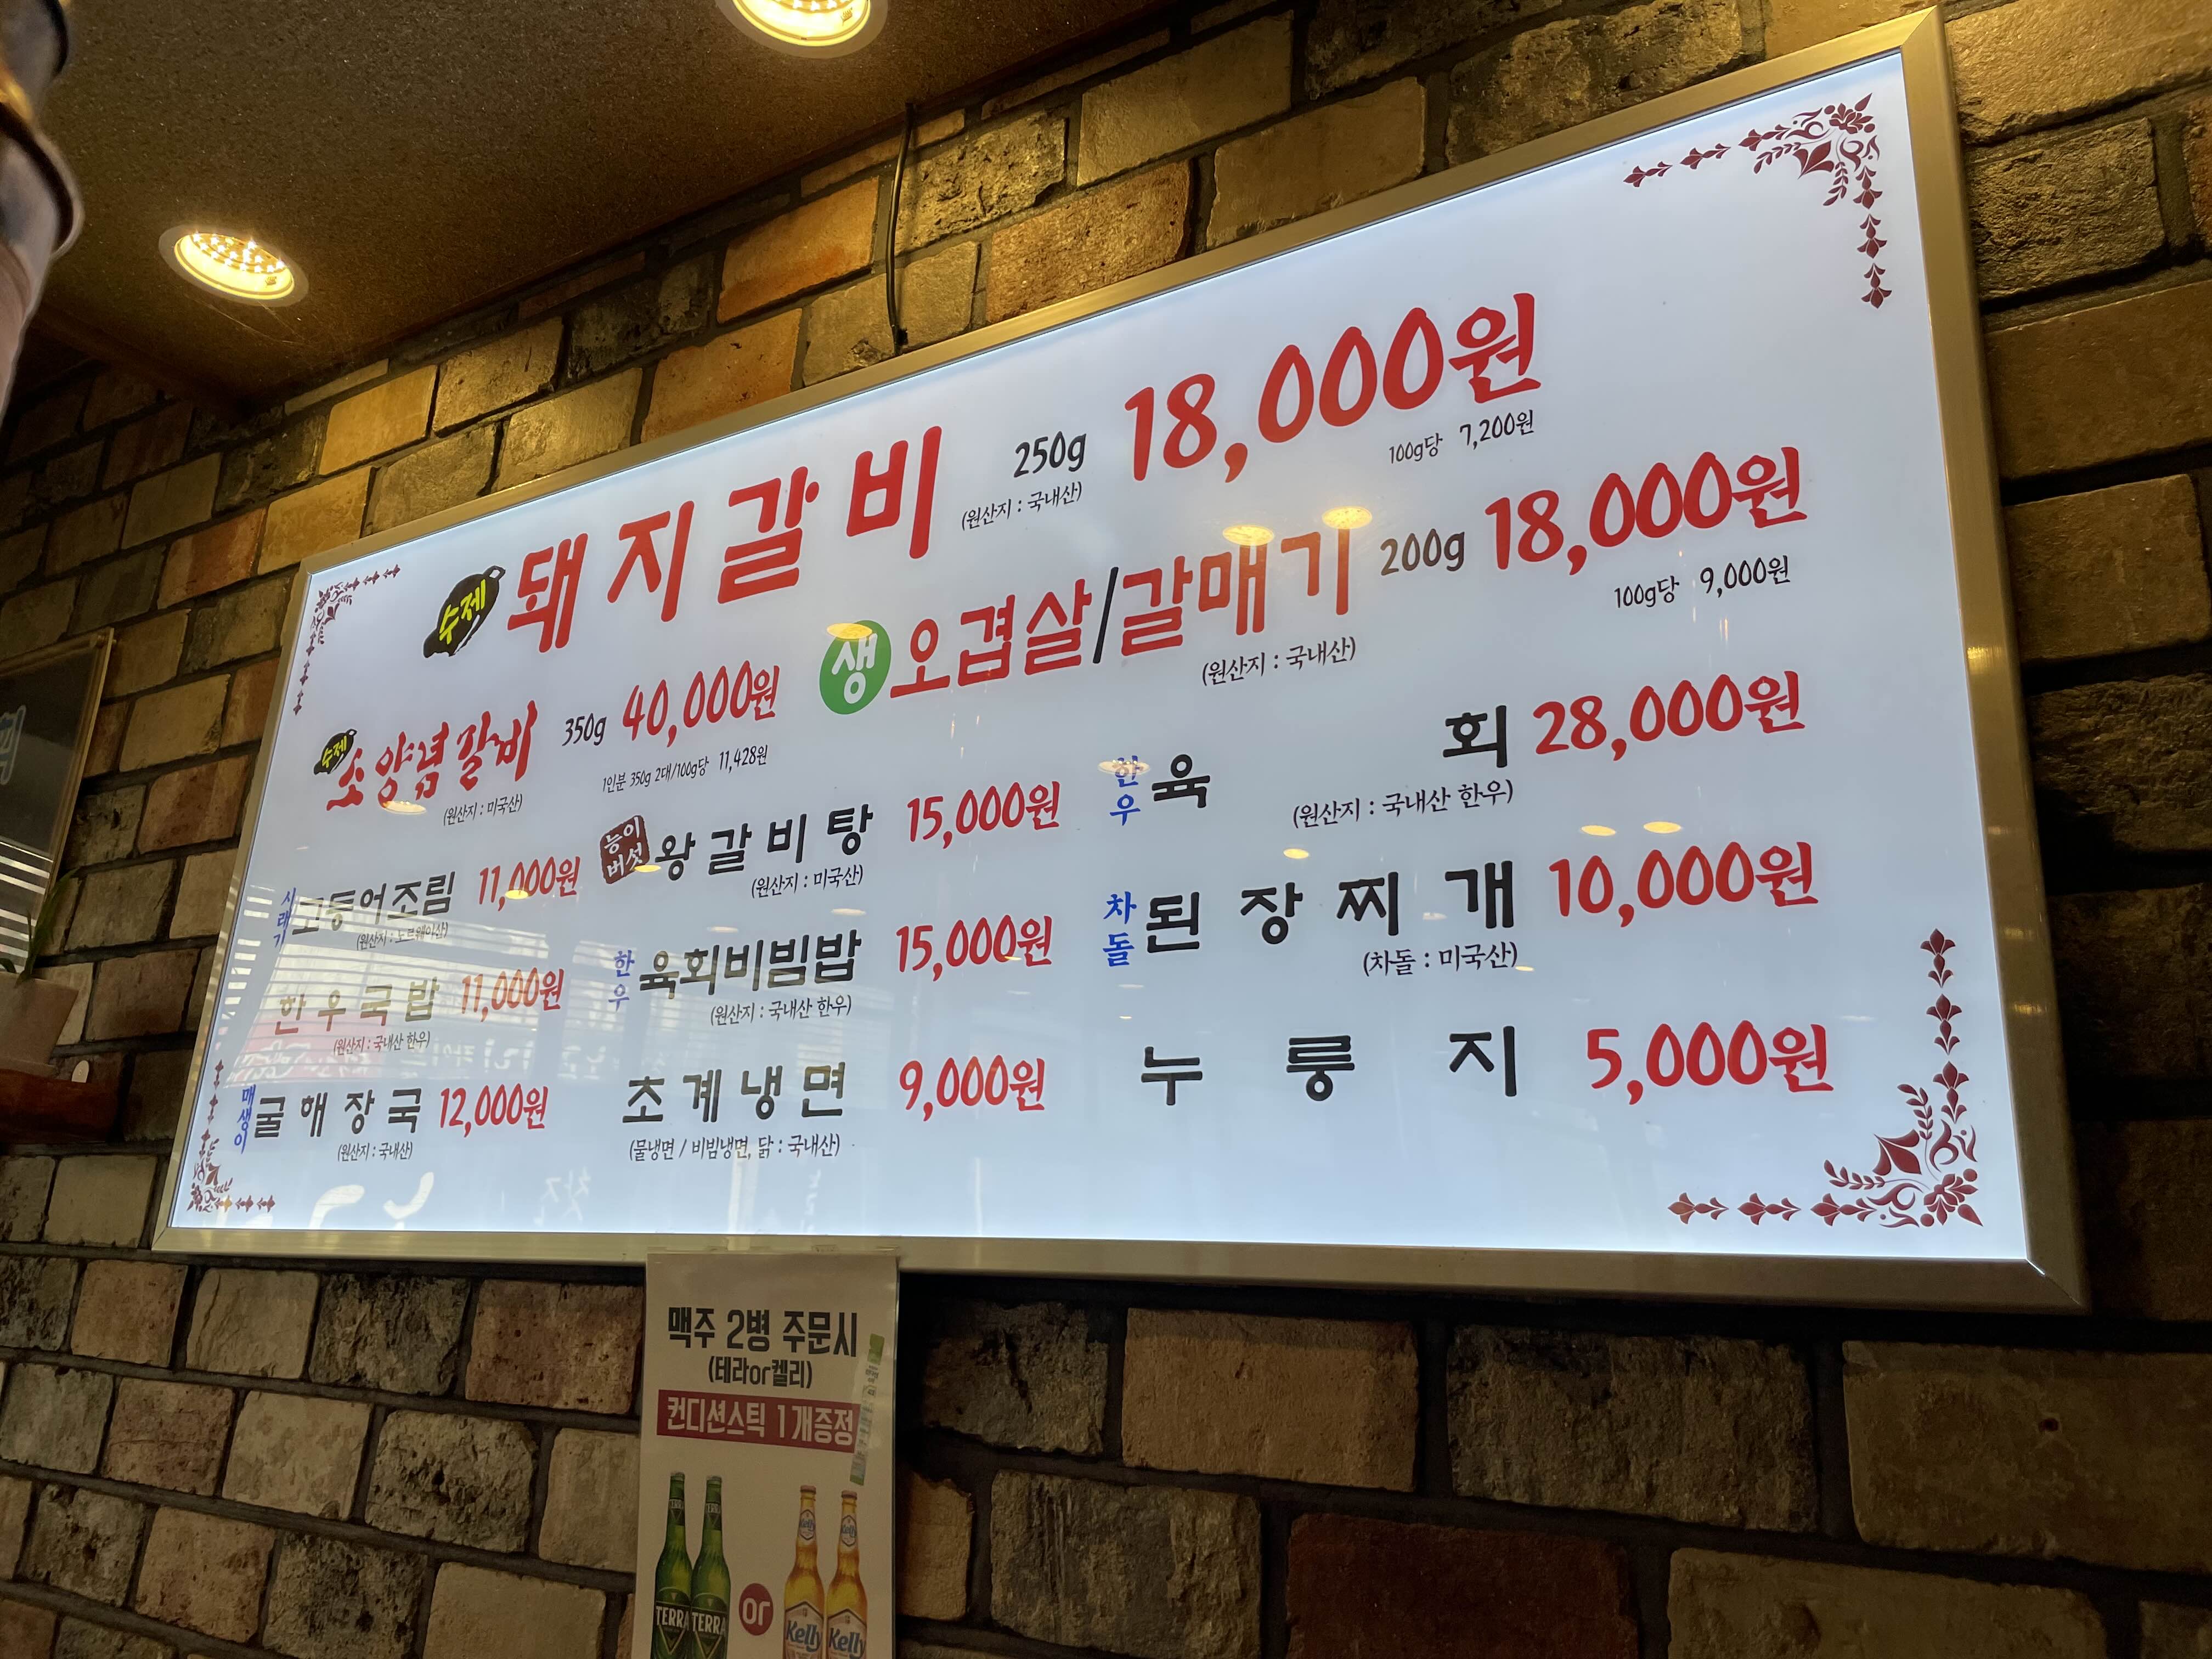 수제 돼지갈비 250g 18,000원
(원산지 : 국내산) 100g당 7,200원
생 오겹살/갈매기 200g 18,000원
(원산지 : 국내산) 100g당 9,000원
수제 소양념갈비 350g 40,000원
(원산지 : 미국산) 1인분 350g 2대/100g당 11,428원
시래기 고등어조림 11,000원
(원산지 : 노르웨이산)
한우국밥 11,000원
(원산지 : 국내산 한우)
매생이 굴해장국 12,000원
(원산지 : 국내산)
능이버섯 왕갈비탕 15,000원
(원산지 : 미국산)
한우 육회비빔밥 15,000원
(원산지 : 국내산 한우)
초계냉면 9,000원
(물냉면 / 비빔냉면, 닭 : 국내산)
한우 육회 28,000원
(원산지 : 국내산 한우)
차돌 된장찌개 10,000원
(차돌 : 미국산)
누룽지 5,000원
맥주 2병 주문시
(테라or켈리)
컨디션스틱 1개증정
TERRA TERRA or Kelly Kelly